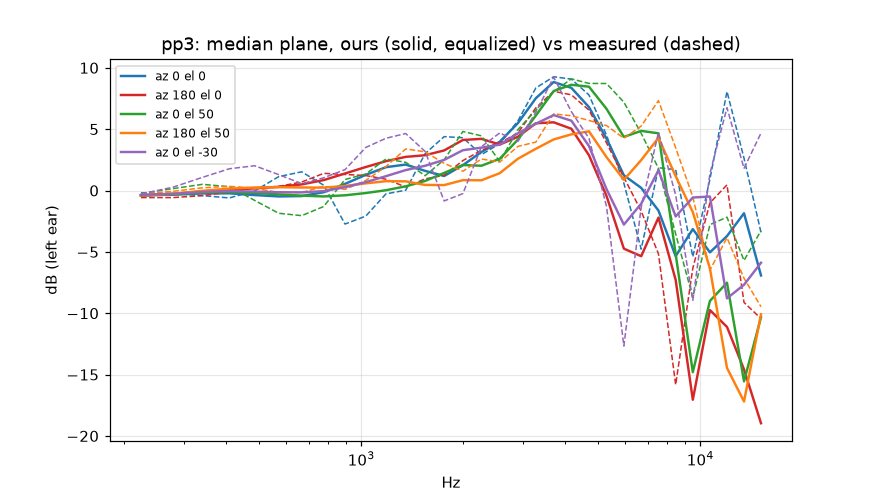 pp3: median plane, ours (solid, equalized) vs measured (dashed)
10
5
0
−5
−10
−15
−20
dB (left ear)
az 0 el 0
az 180 el 0
az 0 el 50
az 180 el 50
az 0 el -30
10³
10⁴
Hz